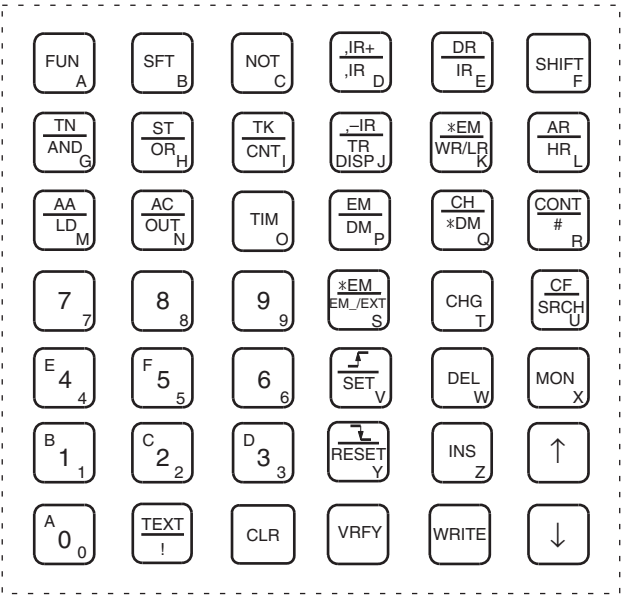 FUN A SFT B NOT C ,IR+ ,IR D DR IR E SHIFT F
TN AND G ST OR H TK CNT I ,–IR TR DISP J *EM WR/LR K AR HR L
AA LD M AC OUT N TIM O EM DM P CH *DM Q CONT # R
7 7 8 8 9 9 *EM EM_/EXT S CHG T CF SRCH U
E 4 4 F 5 5 6 6 SET V DEL W MON X
B 1 1 C 2 2 D 3 3 RESET Y INS Z ↑
A 0 0 TEXT ! CLR VRFY WRITE ↓